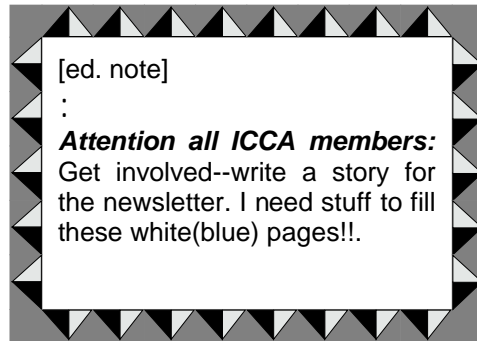 [ed. note]
:
Attention all ICCA members:
Get involved--write a story for
the newsletter. I need stuff to fill
these white(blue) pages!!.